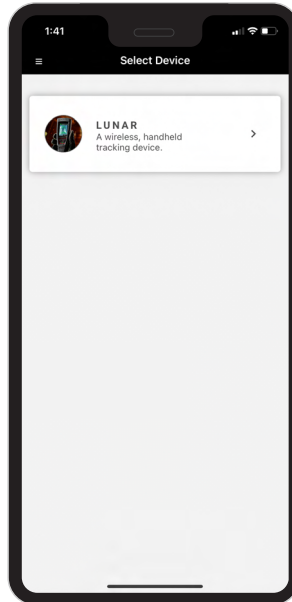 1:41
Select Device
LUNAR
A wireless, handheld
tracking device.